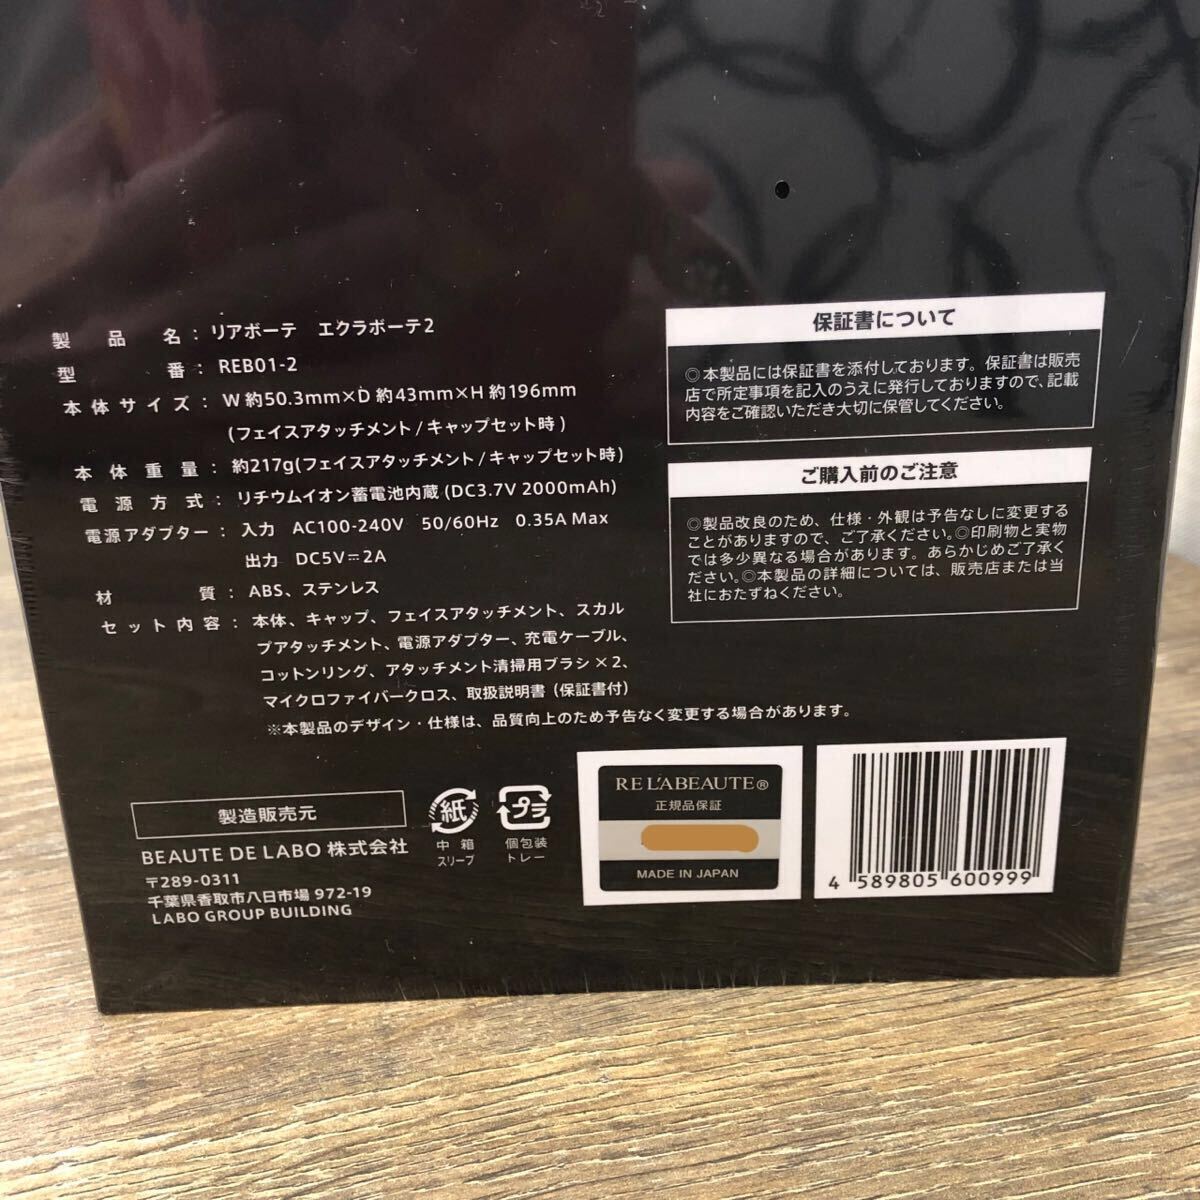 製品名：リアボーテ　エクラボーテ2
型番：REB01-2
本体サイズ：W 約50.3mm×D 約43mm×H 約196mm
(フェイスアタッチメント/キャップセット時)
本体重量：約217g(フェイスアタッチメント/キャップセット時)
電源方式：リチウムイオン蓄電池内蔵 (DC3.7V 2000mAh)
電源アダプター：入力　AC100-240V　50/60Hz　0.35A Max
出力　DC5V⎓2A
材質：ABS、ステンレス
セット内容：本体、キャップ、フェイスアタッチメント、スカル
プアタッチメント、電源アダプター、充電ケーブル、
コットンリング、アタッチメント清掃用ブラシ×2、
マイクロファイバークロス、取扱説明書（保証書付）
※本製品のデザイン・仕様は、品質向上のため予告なく変更する場合があります。
保証書について
◎本製品には保証書を添付しております。保証書は販売
店で所定事項を記入のうえに発行しておりますので、記載
内容をご確認いただき大切に保管してください。
ご購入前のご注意
◎製品改良のため、仕様・外観は予告なしに変更する
ことがありますので、ご了承ください。◎印刷物と実物
では多少異なる場合があります。あらかじめご了承く
ださい。◎本製品の詳細については、販売店または当
社におたずねください。
製造販売元
BEAUTE DE LABO 株式会社
〒289-0311
千葉県香取市八日市場 972-19
LABO GROUP BUILDING
紙
中箱
スリーブ
プラ
個包装
トレー
RELABEAUTE®
正規品保証
MADE IN JAPAN
4 589805 600999